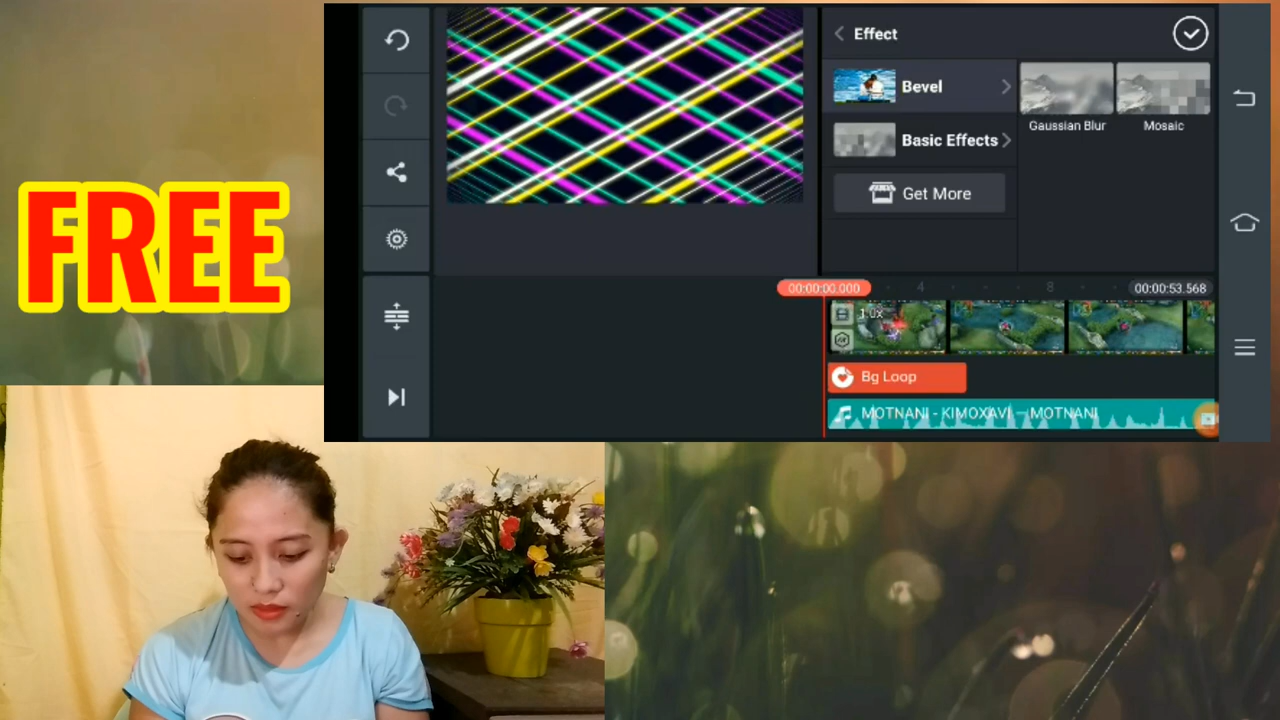 FREE
Effect
Bevel
Basic Effects
Get More
Gaussian Blur
Mosaic
00:00:00.000
4
8
00:00:53.568
1.0x
Bg Loop
MOTNANI - KIMOXAVI – MOTNANI